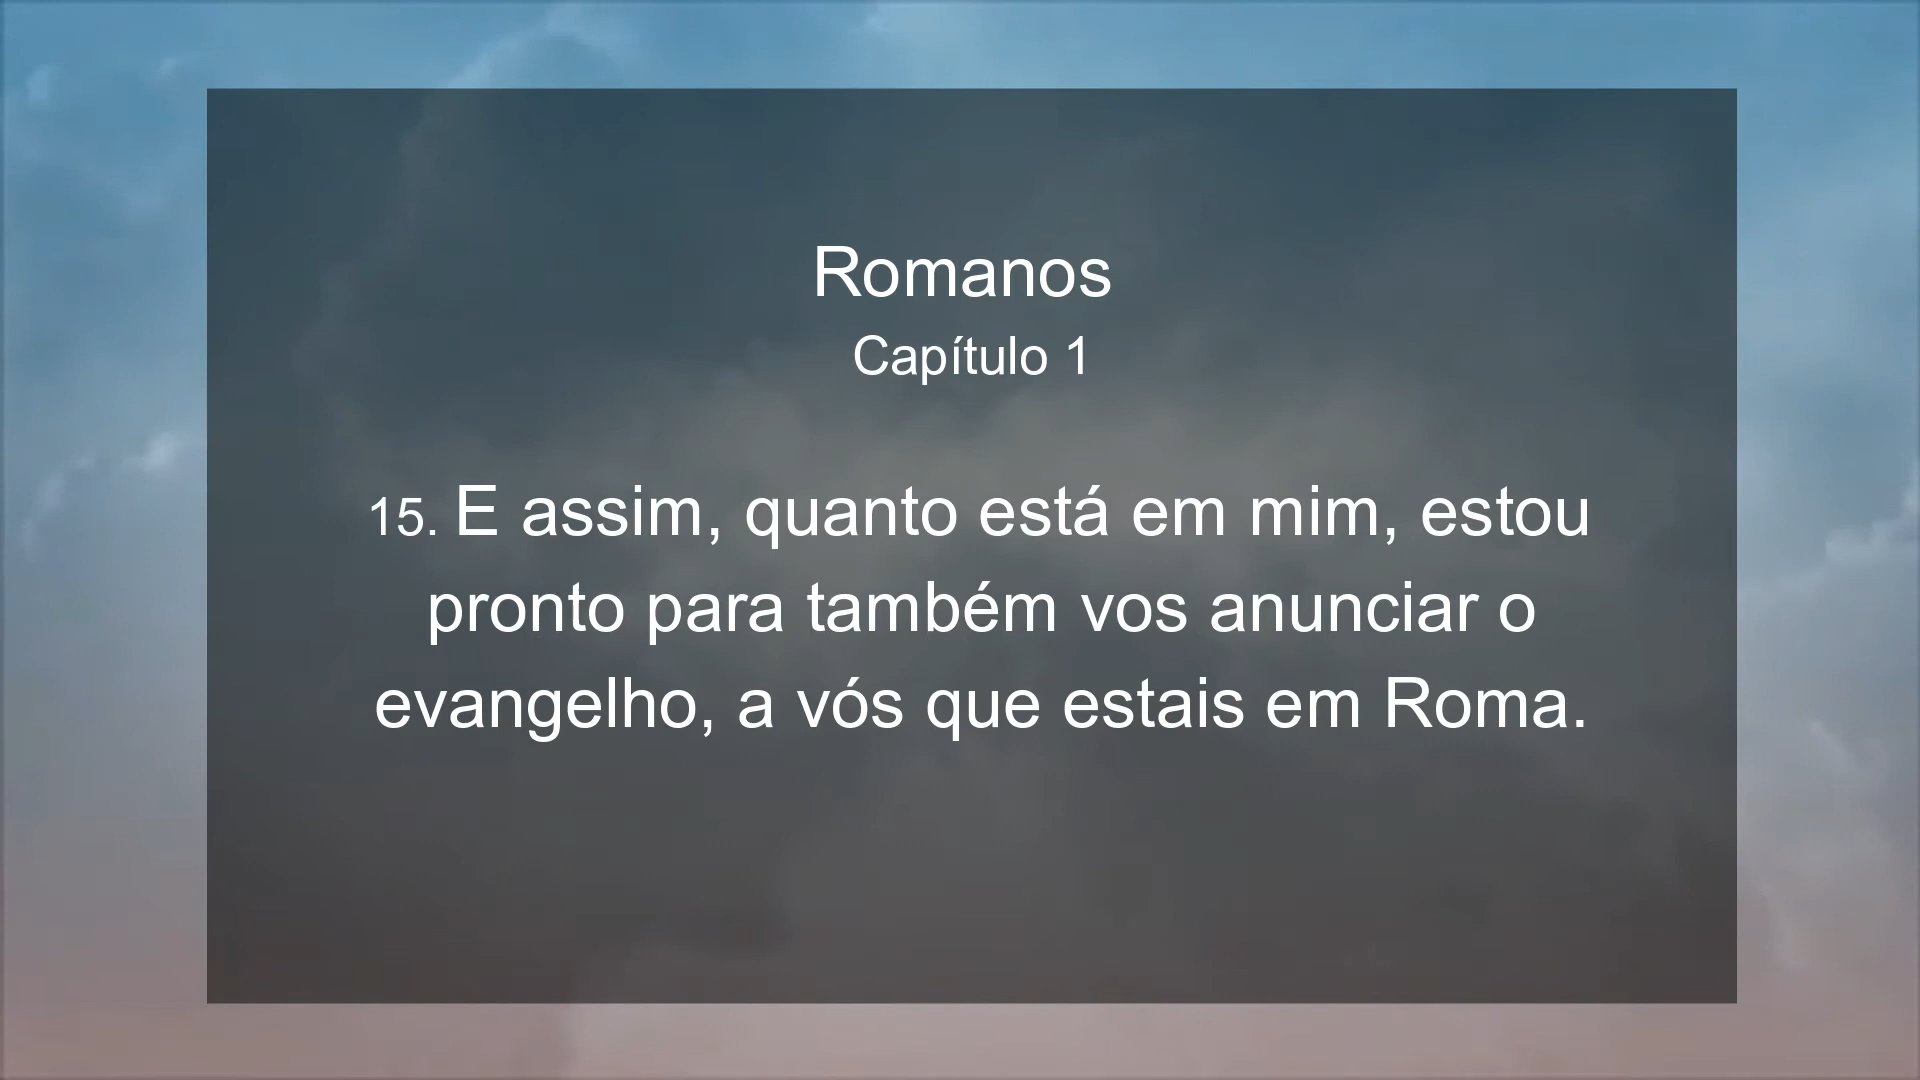 Romanos
Capítulo 1
15. E assim, quanto está em mim, estou
pronto para também vos anunciar o
evangelho, a vós que estais em Roma.